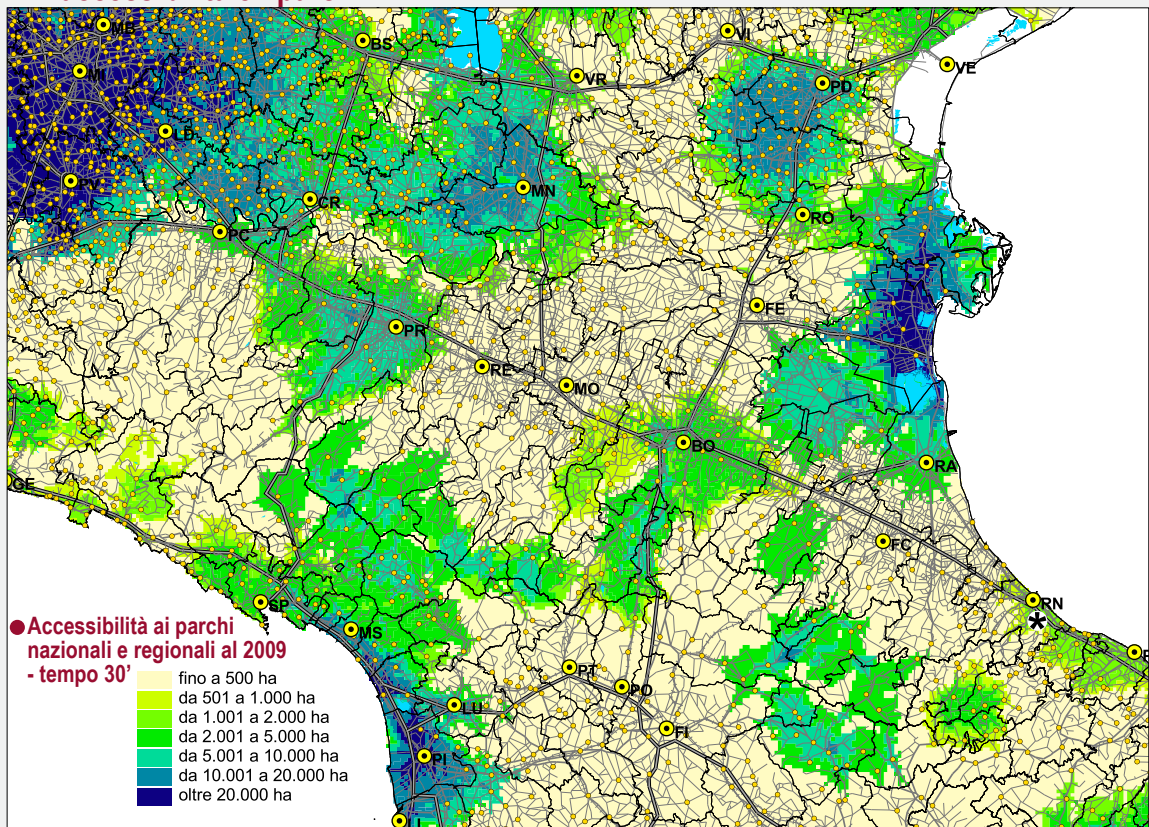 MB
BS
VI
MI
VR
PD
VE
LD
PV
MN
CR
RO
PC
FE
PR
RE
MO
BO
RA
GE
FC
SP
RN
*
MS
PT
PO
LU
FI
PI
LI
● Accessibilità ai parchi
nazionali e regionali al 2009
- tempo 30’
fino a 500 ha
da 501 a 1.000 ha
da 1.001 a 2.000 ha
da 2.001 a 5.000 ha
da 5.001 a 10.000 ha
da 10.001 a 20.000 ha
oltre 20.000 ha